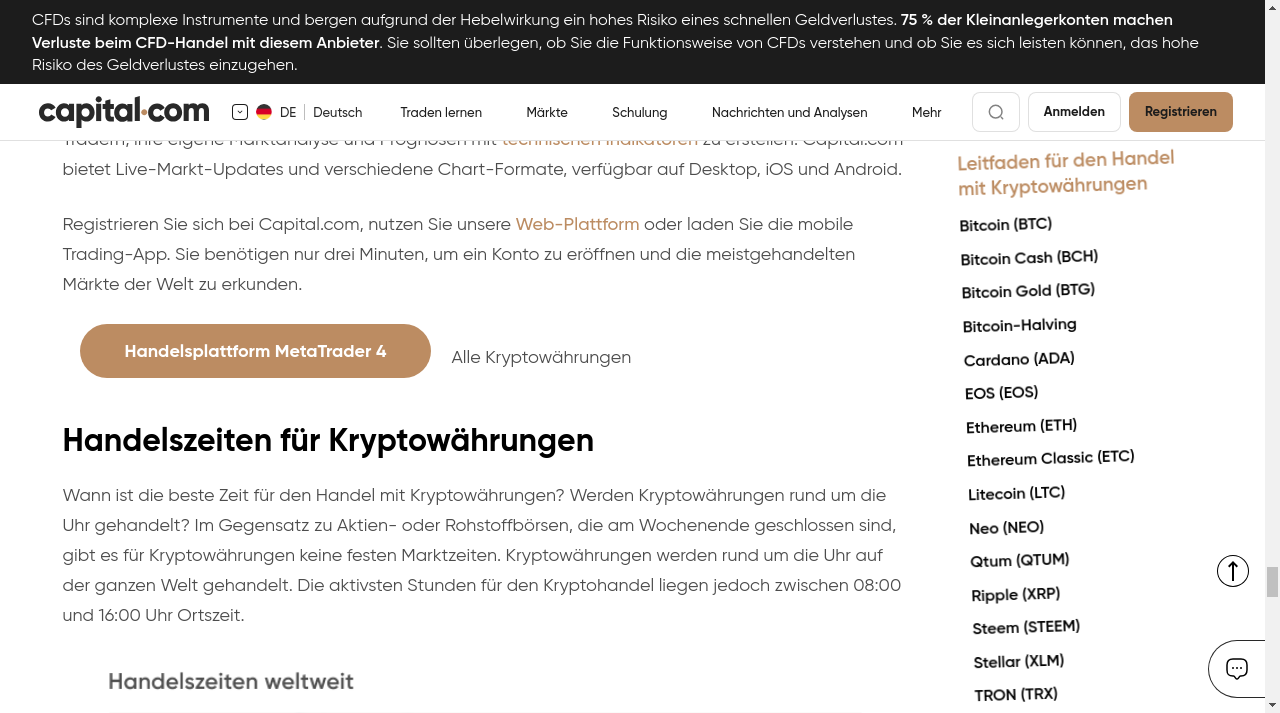 CFDs sind komplexe Instrumente und bergen aufgrund der Hebelwirkung ein hohes Risiko eines schnellen Geldverlustes. 75 % der Kleinanlegerkonten machen
Verluste beim CFD-Handel mit diesem Anbieter. Sie sollten überlegen, ob Sie die Funktionsweise von CFDs verstehen und ob Sie es sich leisten können, das hohe
Risiko des Geldverlustes einzugehen.
capital.com DE Deutsch Traden lernen Märkte Schulung Nachrichten und Analysen Mehr Anmelden Registrieren
Tradern, ihre eigene Marktanalyse und Prognosen mit technischen Indikatoren zu erstellen. Capital.com
bietet Live-Markt-Updates und verschiedene Chart-Formate, verfügbar auf Desktop, iOS und Android.
Registrieren Sie sich bei Capital.com, nutzen Sie unsere Web-Plattform oder laden Sie die mobile
Trading-App. Sie benötigen nur drei Minuten, um ein Konto zu eröffnen und die meistgehandelten
Märkte der Welt zu erkunden.
Handelsplattform MetaTrader 4
Alle Kryptowährungen
Handelszeiten für Kryptowährungen
Wann ist die beste Zeit für den Handel mit Kryptowährungen? Werden Kryptowährungen rund um die
Uhr gehandelt? Im Gegensatz zu Aktien- oder Rohstoffbörsen, die am Wochenende geschlossen sind,
gibt es für Kryptowährungen keine festen Marktzeiten. Kryptowährungen werden rund um die Uhr auf
der ganzen Welt gehandelt. Die aktivsten Stunden für den Kryptohandel liegen jedoch zwischen 08:00
und 16:00 Uhr Ortszeit.
Handelszeiten weltweit
Leitfaden für den Handel
mit Kryptowährungen
Bitcoin (BTC)
Bitcoin Cash (BCH)
Bitcoin Gold (BTG)
Bitcoin-Halving
Cardano (ADA)
EOS (EOS)
Ethereum (ETH)
Ethereum Classic (ETC)
Litecoin (LTC)
Neo (NEO)
Qtum (QTUM)
Ripple (XRP)
Steem (STEEM)
Stellar (XLM)
TRON (TRX)